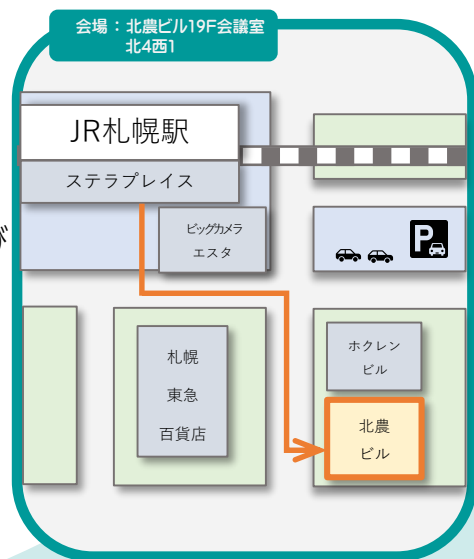 会場：北農ビル19F会議室
北4西1
JR札幌駅
ステラプレイス
ビッグカメラ
エスタ
P
札幌
東急
百貨店
ホクレン
ビル
北農
ビル